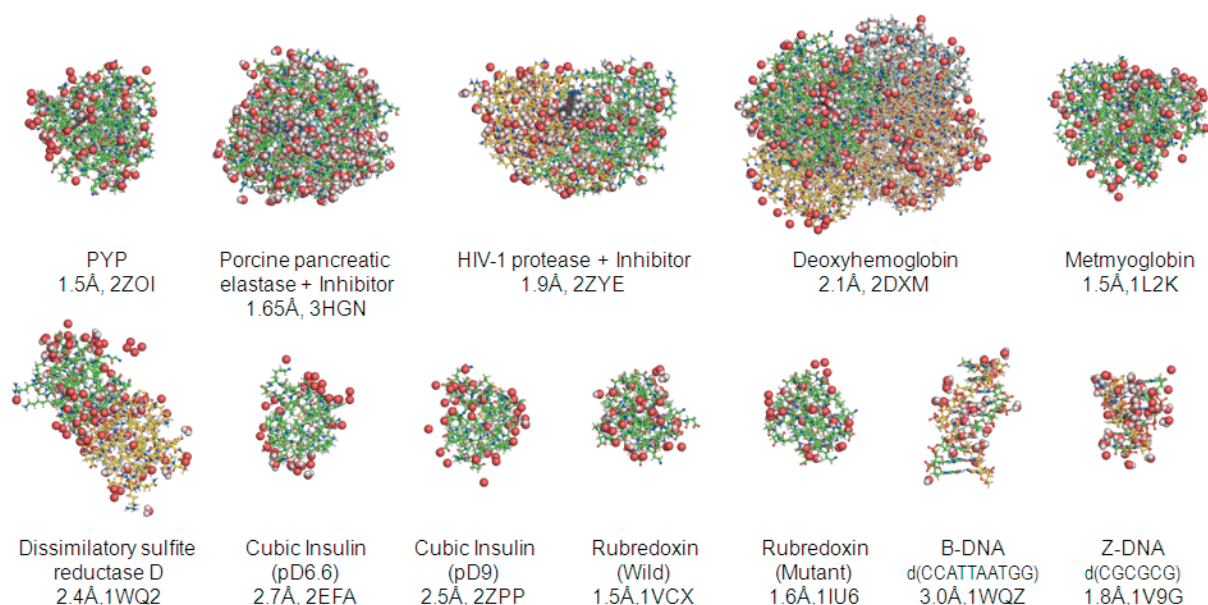 PYP
1.5Å, 2ZOI
Porcine pancreatic
elastase + Inhibitor
1.65Å, 3HGN
HIV-1 protease + Inhibitor
1.9Å, 2ZYE
Deoxyhemoglobin
2.1Å, 2DXM
Metmyoglobin
1.5Å,1L2K
Dissimilatory sulfite
reductase D
2.4Å,1WQ2
Cubic Insulin
(pD6.6)
2.7Å, 2EFA
Cubic Insulin
(pD9)
2.5Å, 2ZPP
Rubredoxin
(Wild)
1.5Å,1VCX
Rubredoxin
(Mutant)
1.6Å,1IU6
B-DNA
d(CCATTAATGG)
3.0Å,1WQZ
Z-DNA
d(CGCGCG)
1.8Å,1V9G